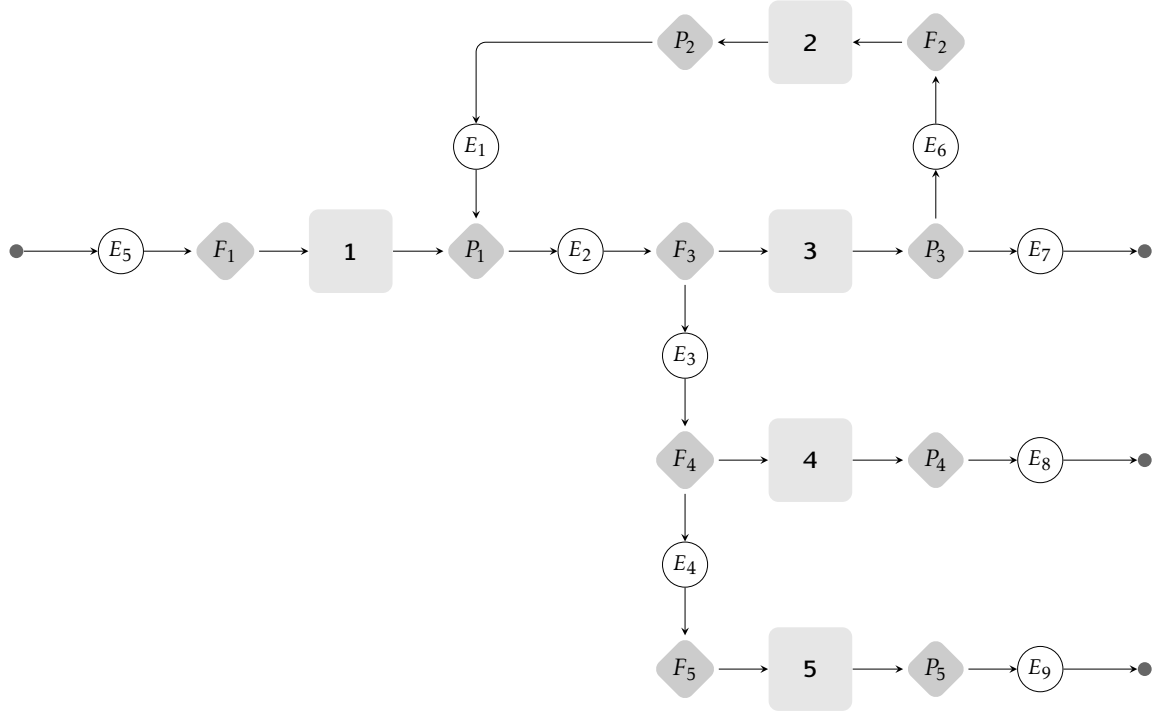 P₂ 2 F₂
E₁ E₆
E₅ F₁ 1 P₁ E₂ F₃ 3 P₃ E₇
E₃
F₄ 4 P₄ E₈
E₄
F₅ 5 P₅ E₉